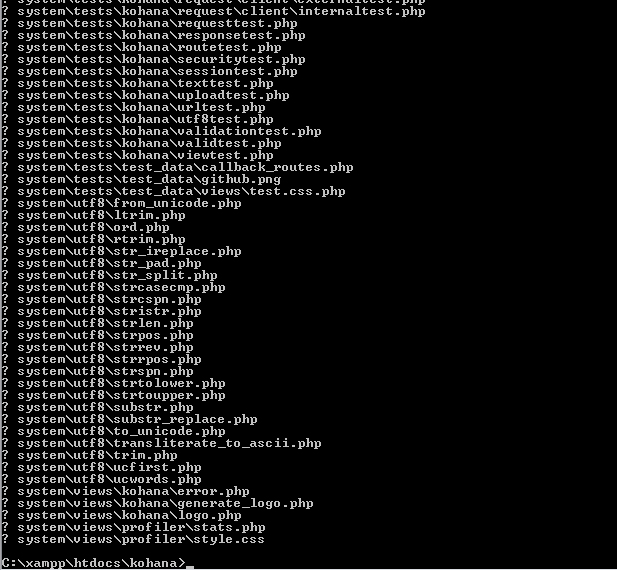 ? system\tests\kohana\request\client\externaltest.php
? system\tests\kohana\request\client\internaltest.php
? system\tests\kohana\requesttest.php
? system\tests\kohana\responsetest.php
? system\tests\kohana\routetest.php
? system\tests\kohana\securitytest.php
? system\tests\kohana\sessiontest.php
? system\tests\kohana\texttest.php
? system\tests\kohana\uploadtest.php
? system\tests\kohana\urltest.php
? system\tests\kohana\utf8test.php
? system\tests\kohana\validationtest.php
? system\tests\kohana\validtest.php
? system\tests\kohana\viewtest.php
? system\tests\test_data\callback_routes.php
? system\tests\test_data\github.png
? system\tests\test_data\views\test.css.php
? system\utf8\from_unicode.php
? system\utf8\ltrim.php
? system\utf8\ord.php
? system\utf8\rtrim.php
? system\utf8\str_ireplace.php
? system\utf8\str_pad.php
? system\utf8\str_split.php
? system\utf8\strcasecmp.php
? system\utf8\strcspn.php
? system\utf8\stristr.php
? system\utf8\strlen.php
? system\utf8\strpos.php
? system\utf8\strrev.php
? system\utf8\strrpos.php
? system\utf8\strspn.php
? system\utf8\strtolower.php
? system\utf8\strtoupper.php
? system\utf8\substr.php
? system\utf8\substr_replace.php
? system\utf8\to_unicode.php
? system\utf8\transliterate_to_ascii.php
? system\utf8\trim.php
? system\utf8\ucfirst.php
? system\utf8\ucwords.php
? system\views\kohana\error.php
? system\views\kohana\generate_logo.php
? system\views\kohana\logo.php
? system\views\profiler\stats.php
? system\views\profiler\style.css
C:\xampp\htdocs\kohana>_